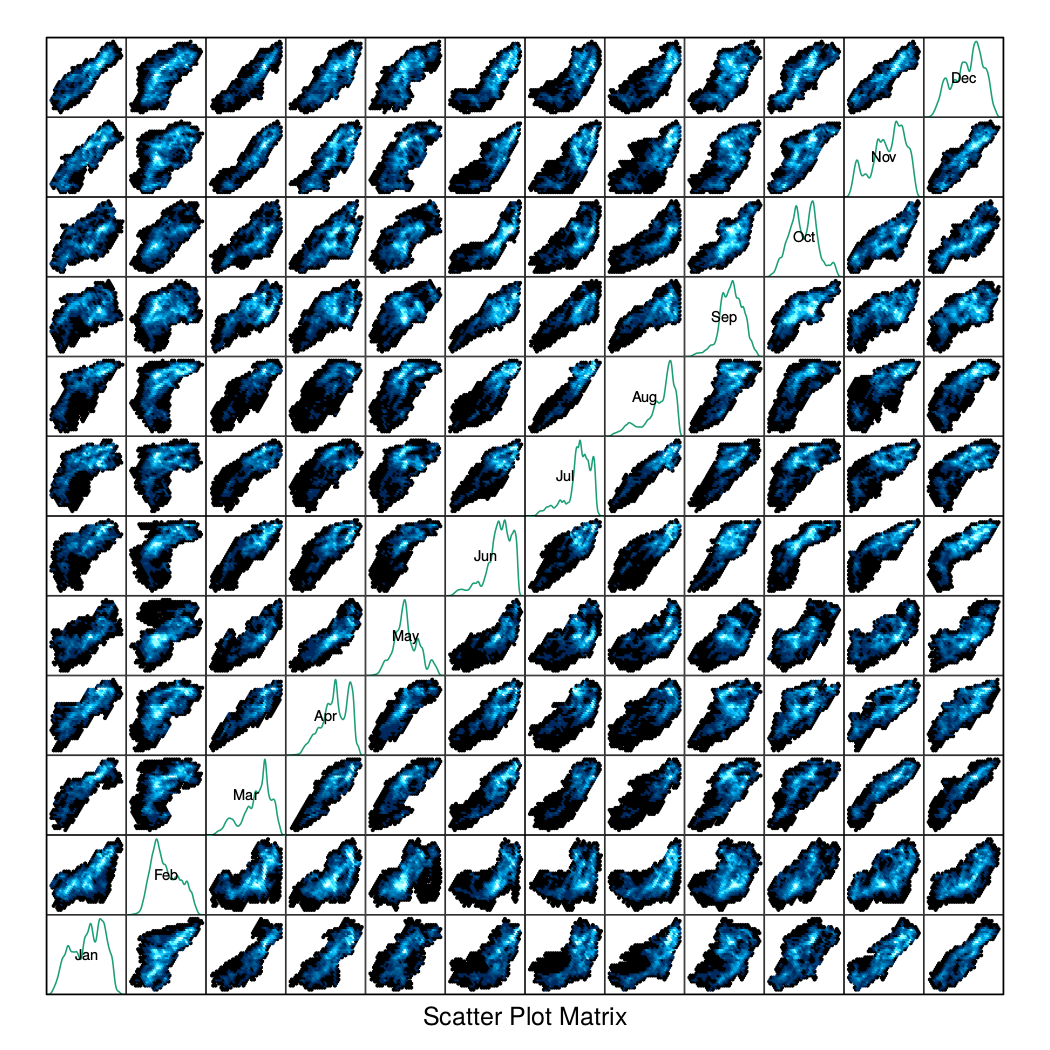 Dec
Nov
Oct
Sep
Aug
Jul
Jun
May
Apr
Mar
Feb
Jan
Scatter Plot Matrix